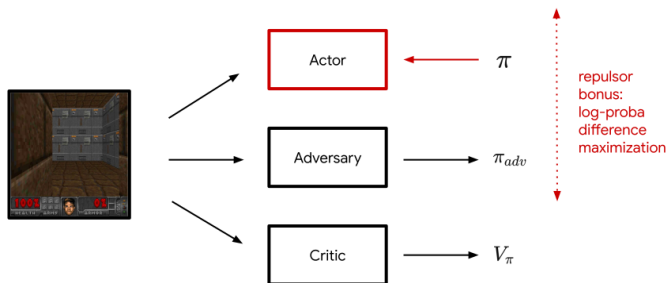 Actor
π
repulsor
bonus:
log-proba
difference
maximization
Adversary
π_adv
Critic
V_π